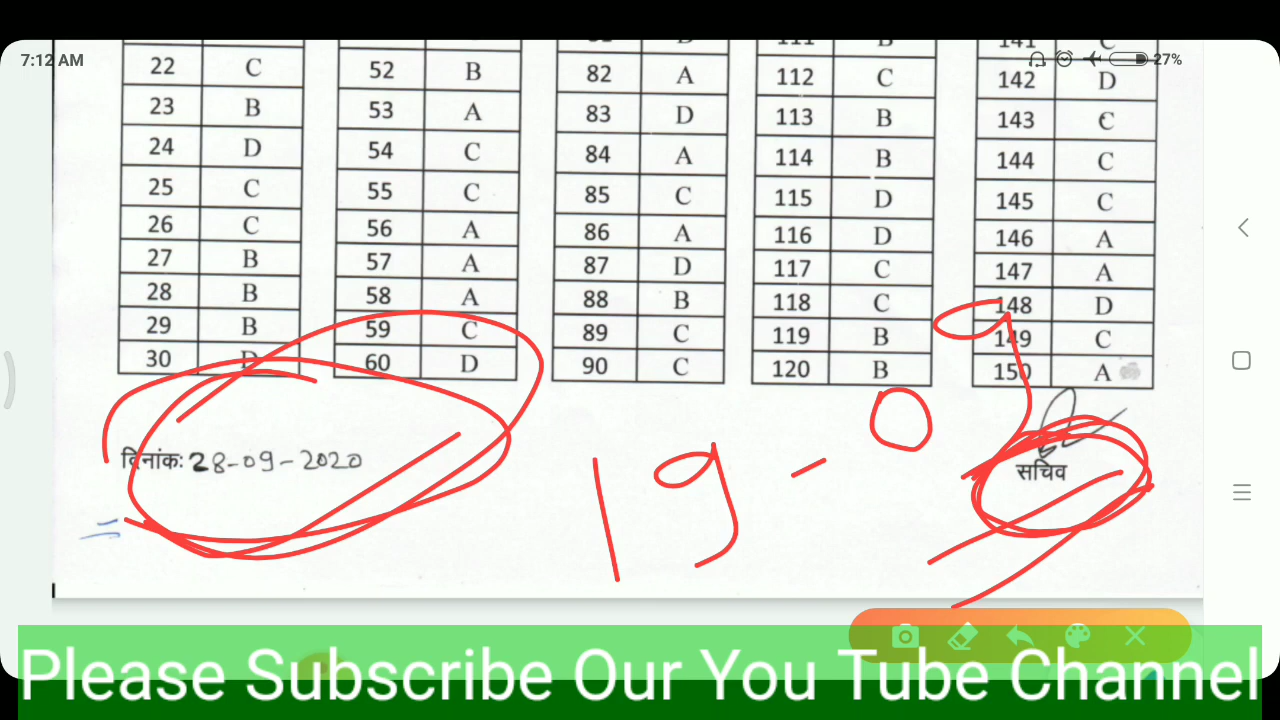 7:12 AM 27%
111 B 141 C
22 C 52 B 82 A 112 C 142 D
23 B 53 A 83 D 113 B 143 C
24 D 54 C 84 A 114 B 144 C
25 C 55 C 85 C 115 D 145 C
26 C 56 A 86 A 116 D 146 A
27 B 57 A 87 D 117 C 147 A
28 B 58 A 88 B 118 C 148 D
29 B 59 C 89 C 119 B 149 C
30 D 60 D 90 C 120 B 150 A
दिनांक: 28-09-2020
19-09
सचिव
Please Subscribe Our You Tube Channel